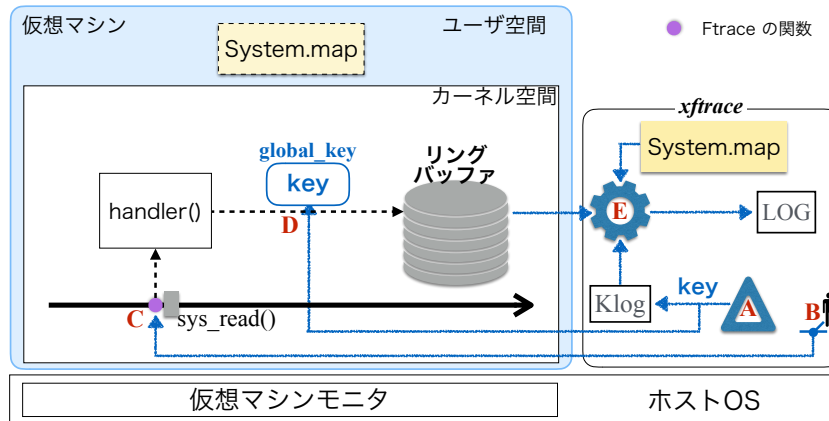 仮想マシン
ユーザ空間
System.map
Ftrace の関数
カーネル空間
xftrace
System.map
global_key
key
リング
バッファ
handler()
D
E
LOG
C
sys_read()
Klog
key
A
B
仮想マシンモニタ
ホストOS